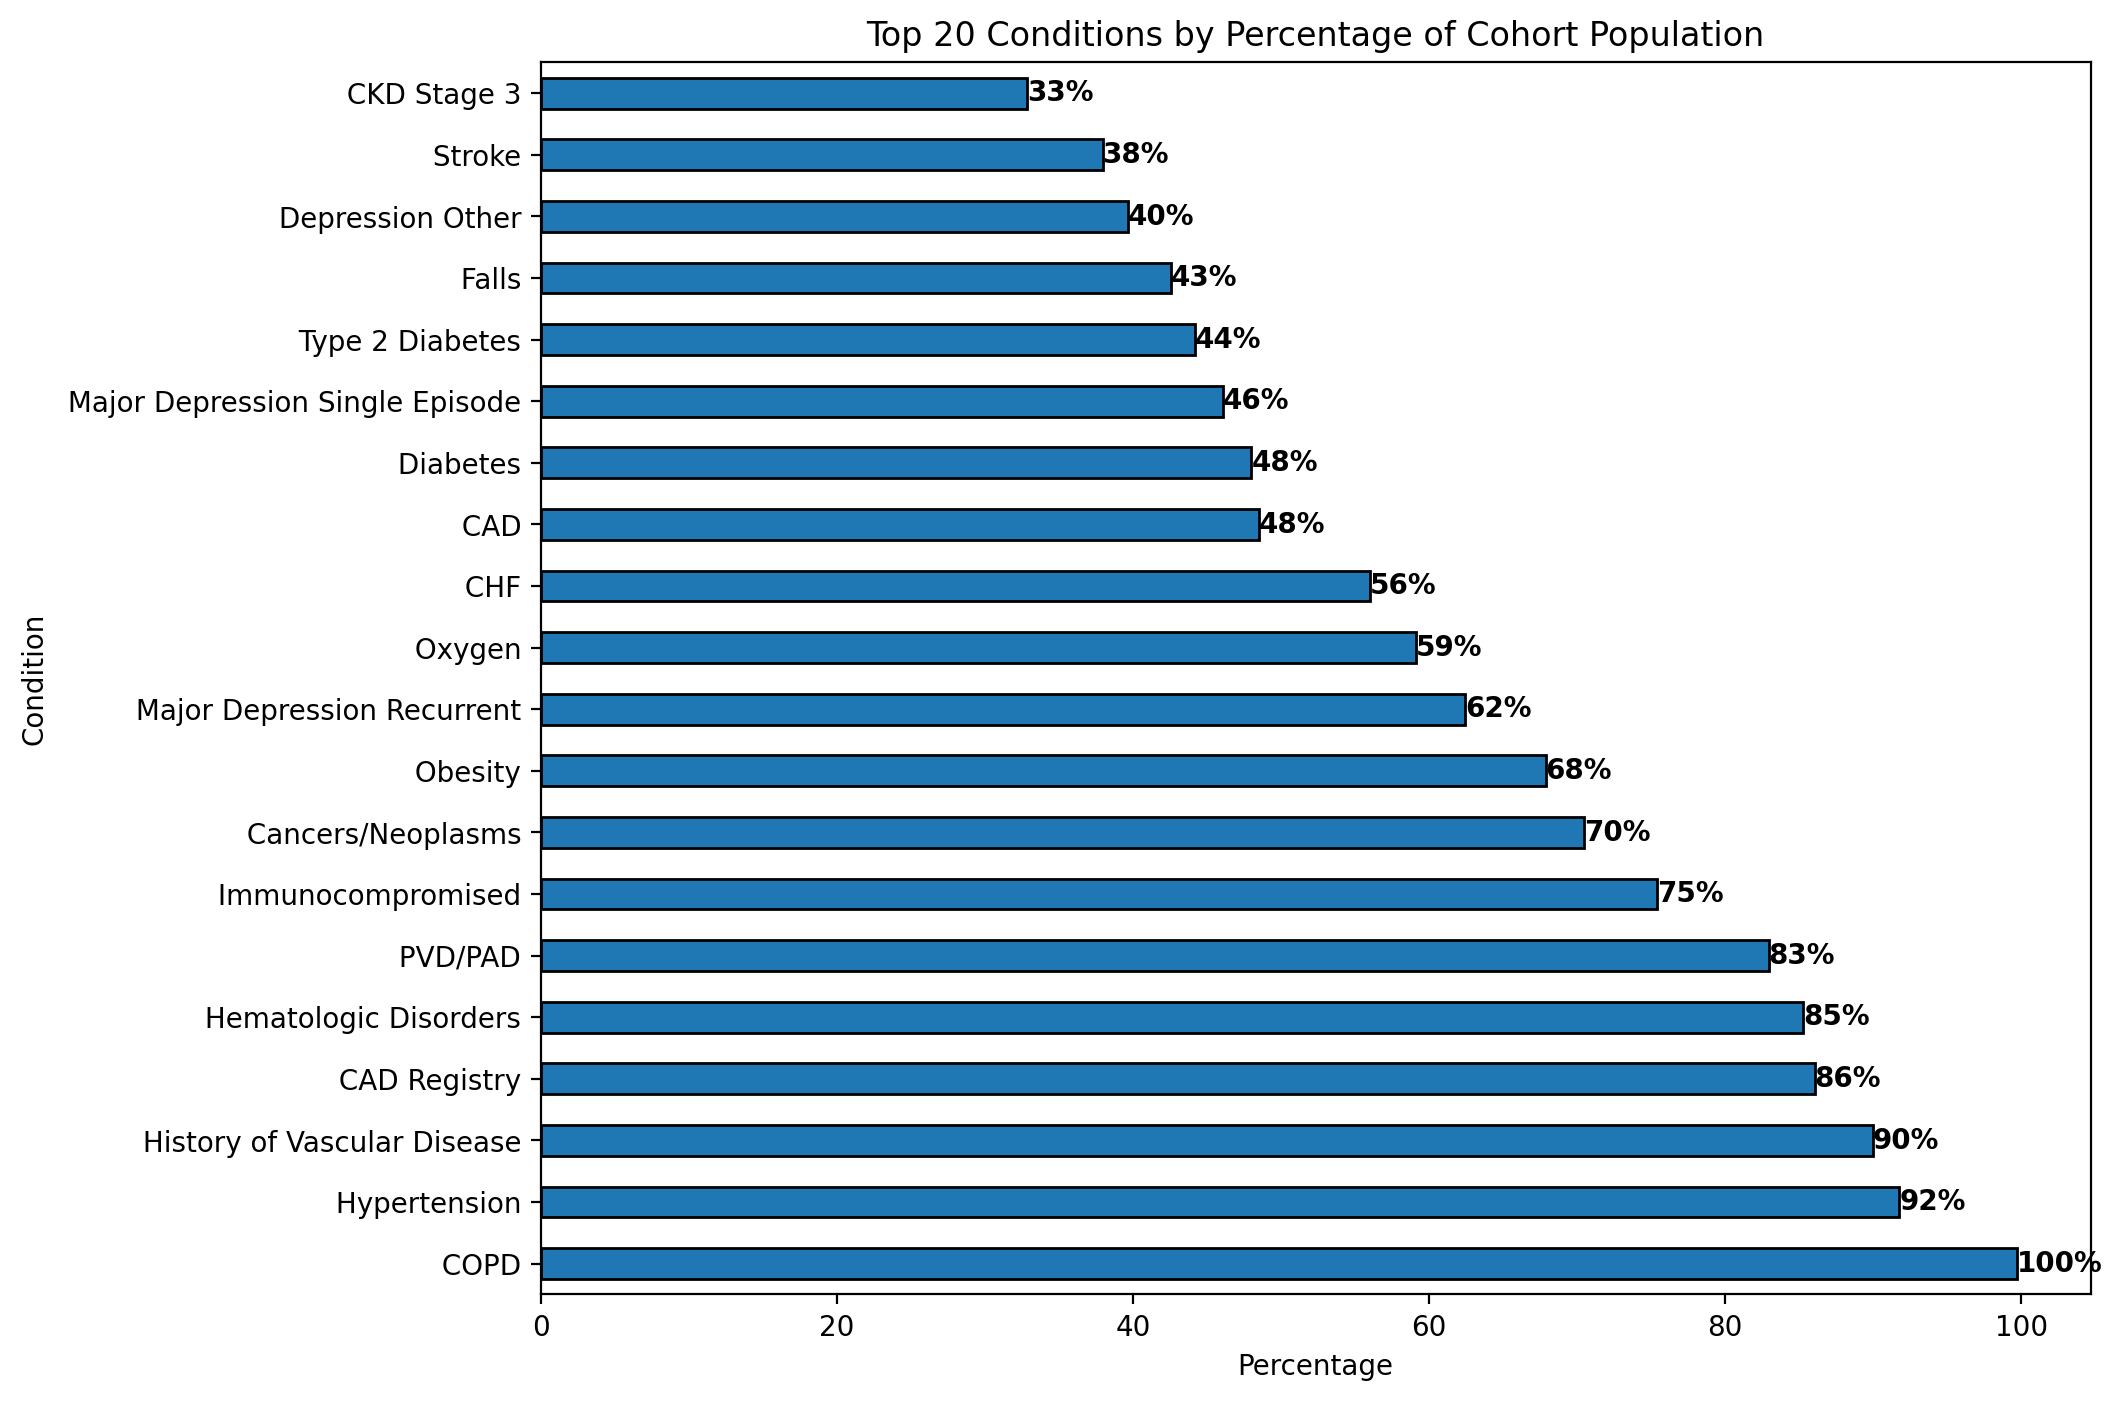 Top 20 Conditions by Percentage of Cohort Population
CKD Stage 3 33%
Stroke 38%
Depression Other 40%
Falls 43%
Type 2 Diabetes 44%
Major Depression Single Episode 46%
Diabetes 48%
CAD 48%
CHF 56%
Oxygen 59%
Major Depression Recurrent 62%
Obesity 68%
Cancers/Neoplasms 70%
Immunocompromised 75%
PVD/PAD 83%
Hematologic Disorders 85%
CAD Registry 86%
History of Vascular Disease 90%
Hypertension 92%
COPD 100%
Condition
0 20 40 60 80 100
Percentage